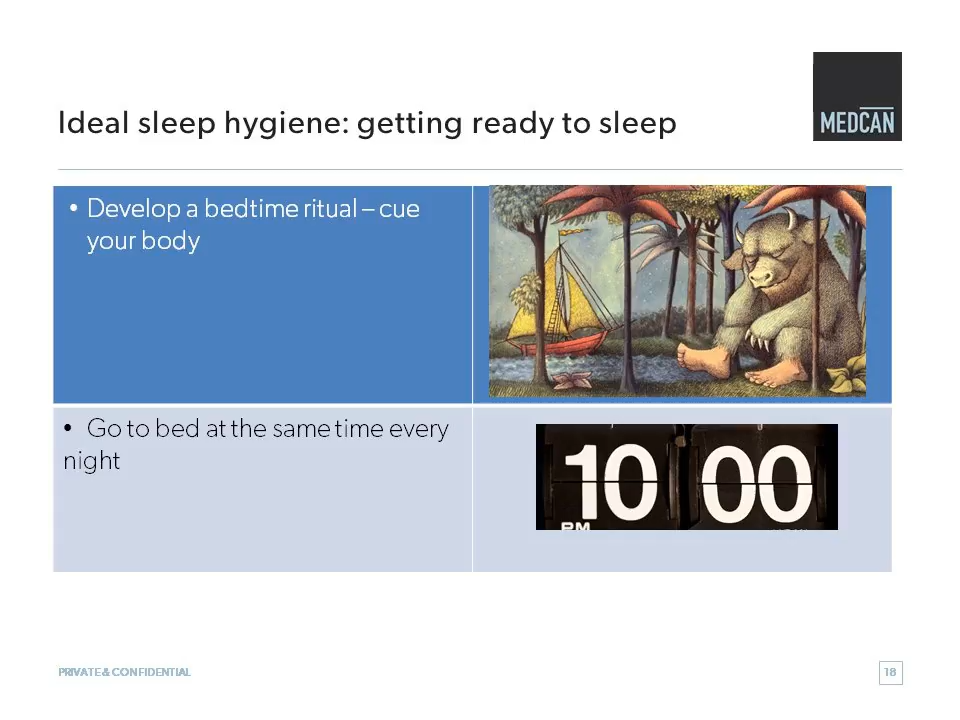 Ideal sleep hygiene: getting ready to sleep
MEDCAN
• Develop a bedtime ritual – cue
your body
• Go to bed at the same time every
night
10 00
PM
PRIVATE & CONFIDENTIAL
18